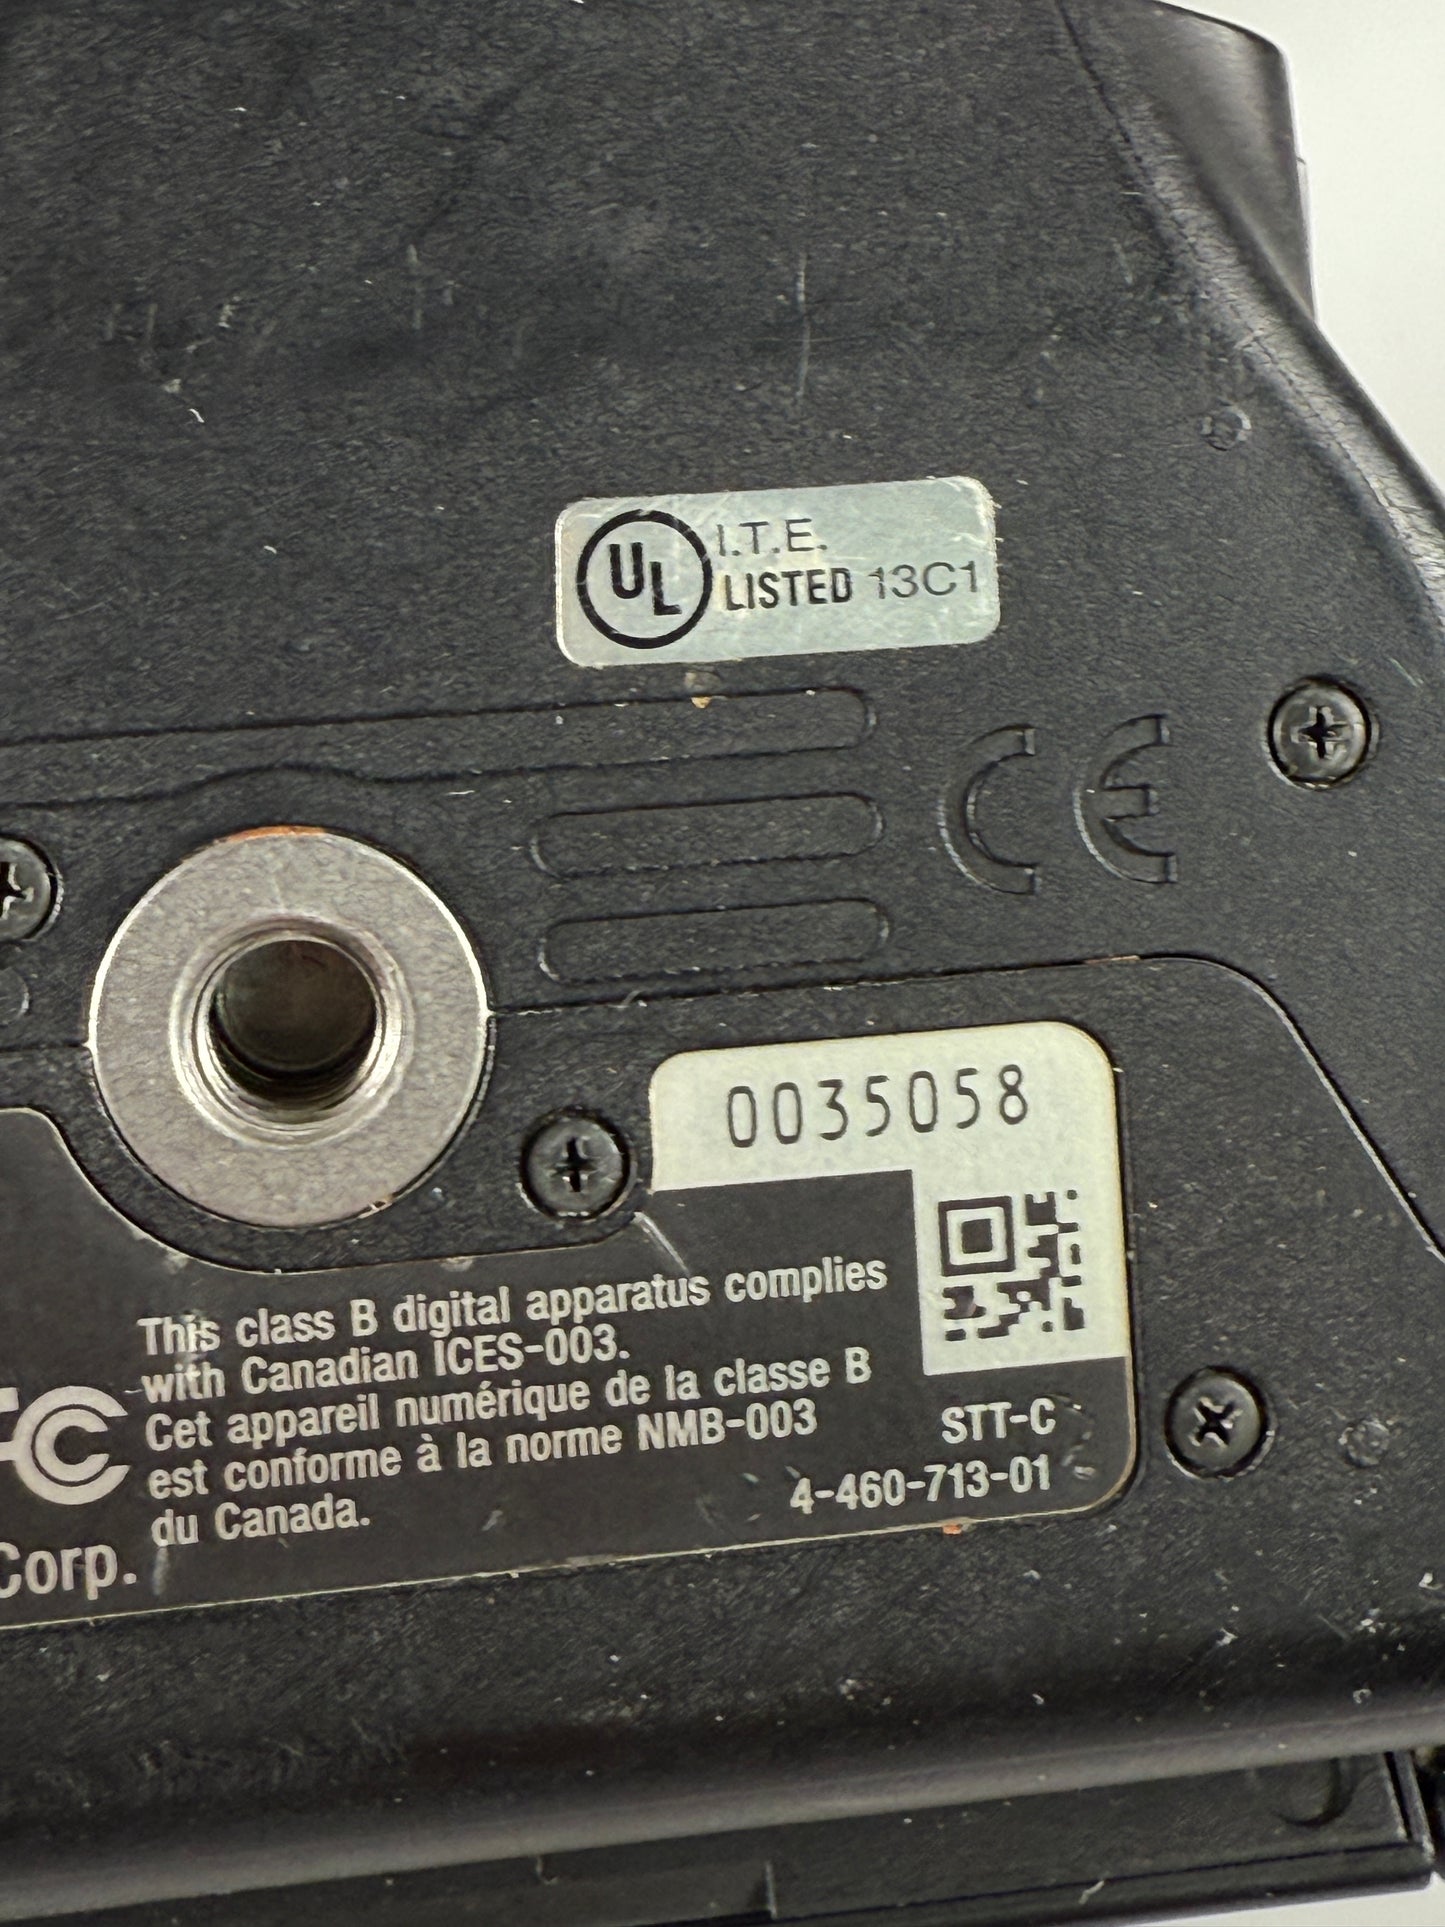 UL I.T.E.
LISTED 13C1
CE
0035058
This class B digital apparatus complies
with Canadian ICES-003.
Cet appareil numérique de la classe B
est conforme à la norme NMB-003
du Canada.
STT-C
4-460-713-01
FC
Corp.